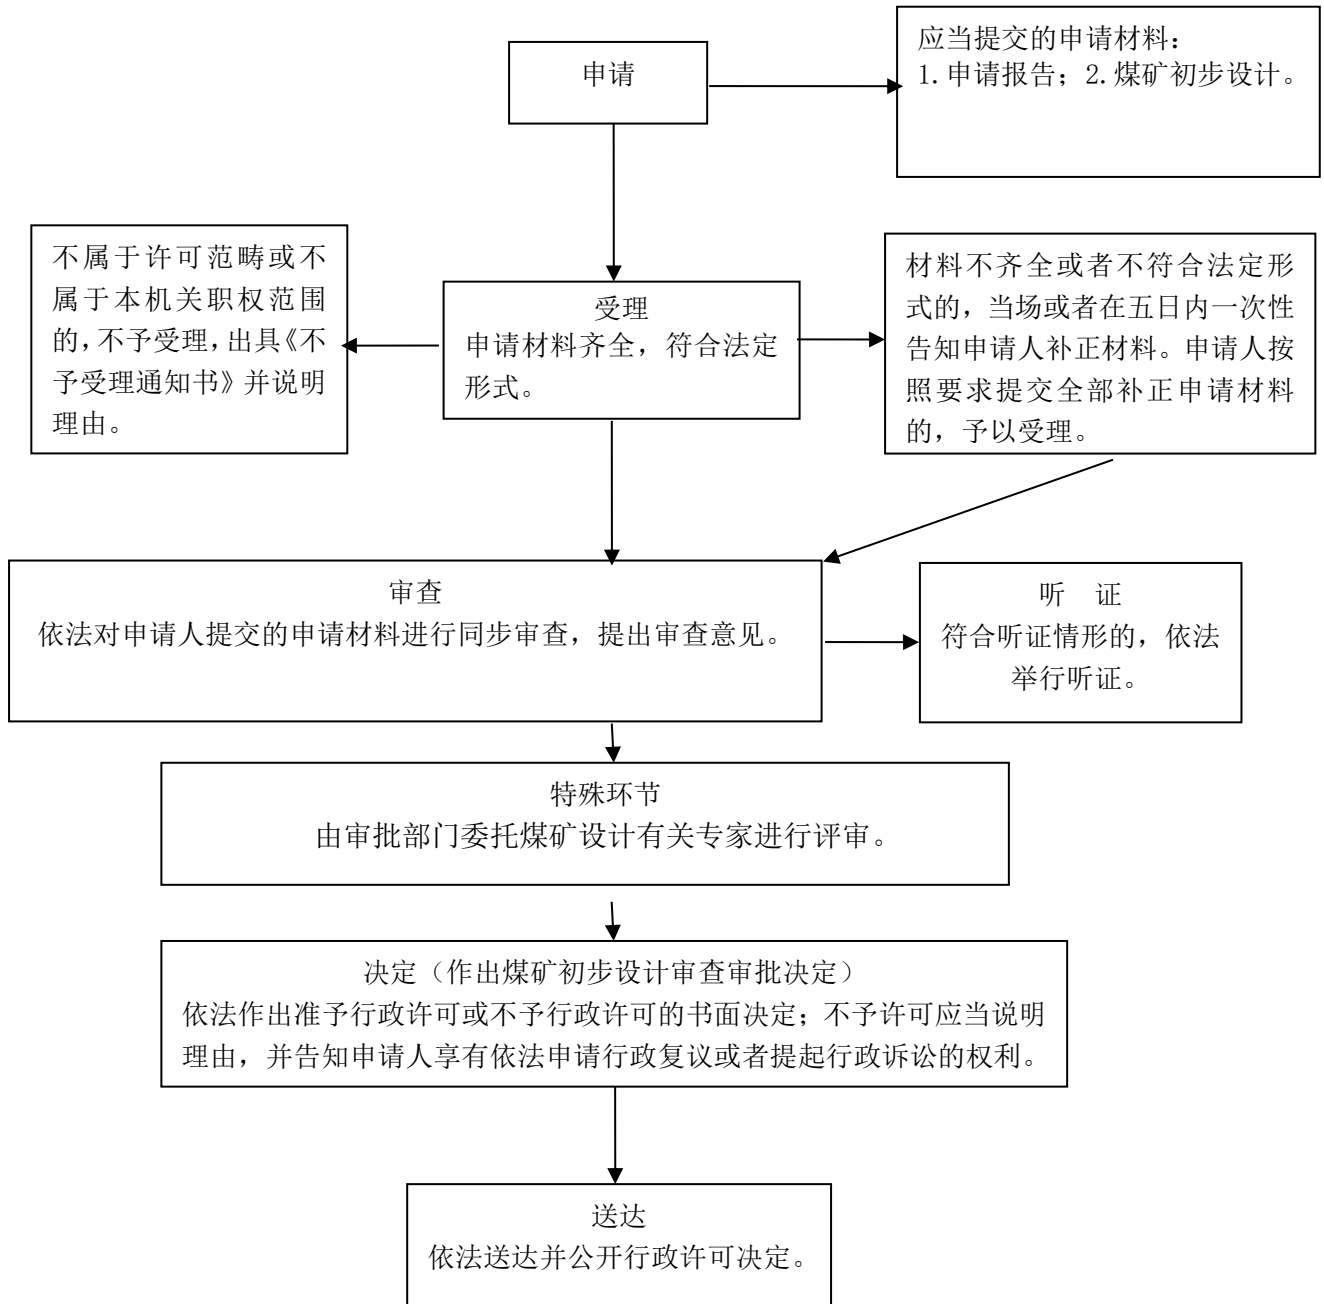 申请
应当提交的申请材料：
1.申请报告；2.煤矿初步设计。
不属于许可范畴或不
属于本机关职权范围
的，不予受理，出具《不
予受理通知书》并说明
理由。
受理
申请材料齐全，符合法定
形式。
材料不齐全或者不符合法定形
式的，当场或者在五日内一次性
告知申请人补正材料。申请人按
照要求提交全部补正申请材料
的，予以受理。
审查
依法对申请人提交的申请材料进行同步审查，提出审查意见。
听　证
符合听证情形的，依法
举行听证。
特殊环节
由审批部门委托煤矿设计有关专家进行评审。
决定（作出煤矿初步设计审查审批决定）
依法作出准予行政许可或不予行政许可的书面决定；不予许可应当说明
理由，并告知申请人享有依法申请行政复议或者提起行政诉讼的权利。
送达
依法送达并公开行政许可决定。